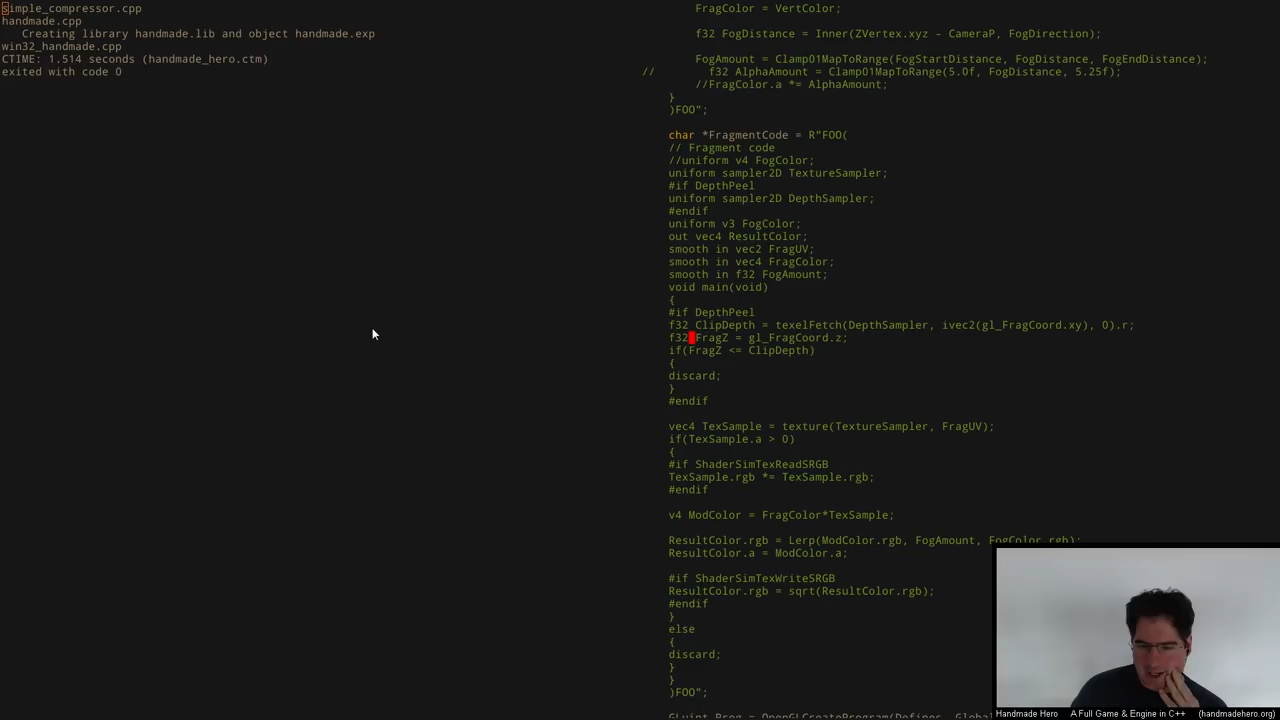 simple_compressor.cpp
handmade.cpp
Creating library handmade.lib and object handmade.exp
win32_handmade.cpp
CTIME: 1.514 seconds (handmade_hero.ctm)
exited with code 0
FragColor = VertColor;
f32 FogDistance = Inner(ZVertex.xyz - CameraP, FogDirection);
FogAmount = Clamp01MapToRange(FogStartDistance, FogDistance, FogEndDistance);
// f32 AlphaAmount = Clamp01MapToRange(5.0f, FogDistance, 5.25f);
//FragColor.a *= AlphaAmount;
}
)FOO";
char *FragmentCode = R"FOO(
// Fragment code
//uniform v4 FogColor;
uniform sampler2D TextureSampler;
#if DepthPeel
uniform sampler2D DepthSampler;
#endif
uniform v3 FogColor;
out vec4 ResultColor;
smooth in vec2 FragUV;
smooth in vec4 FragColor;
smooth in f32 FogAmount;
void main(void)
{
#if DepthPeel
f32 ClipDepth = texelFetch(DepthSampler, ivec2(gl_FragCoord.xy), 0).r;
f32 FragZ = gl_FragCoord.z;
if(FragZ <= ClipDepth)
{
discard;
}
#endif
vec4 TexSample = texture(TextureSampler, FragUV);
if(TexSample.a > 0)
{
#if ShaderSimTexReadSRGB
TexSample.rgb *= TexSample.rgb;
#endif
v4 ModColor = FragColor*TexSample;
ResultColor.rgb = Lerp(ModColor.rgb, FogAmount, FogColor.rgb);
ResultColor.a = ModColor.a;
#if ShaderSimTexWriteSRGB
ResultColor.rgb = sqrt(ResultColor.rgb);
#endif
}
else
{
discard;
}
}
)FOO";
GLuint Prog = OpenGLCreateProgram(Defines,
Handmade Hero A Full Game & Engine in C++ (handmadehero.org)